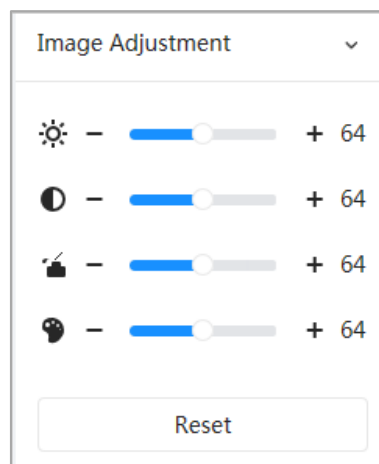 Image Adjustment
− + 64
− + 64
− + 64
− + 64
Reset